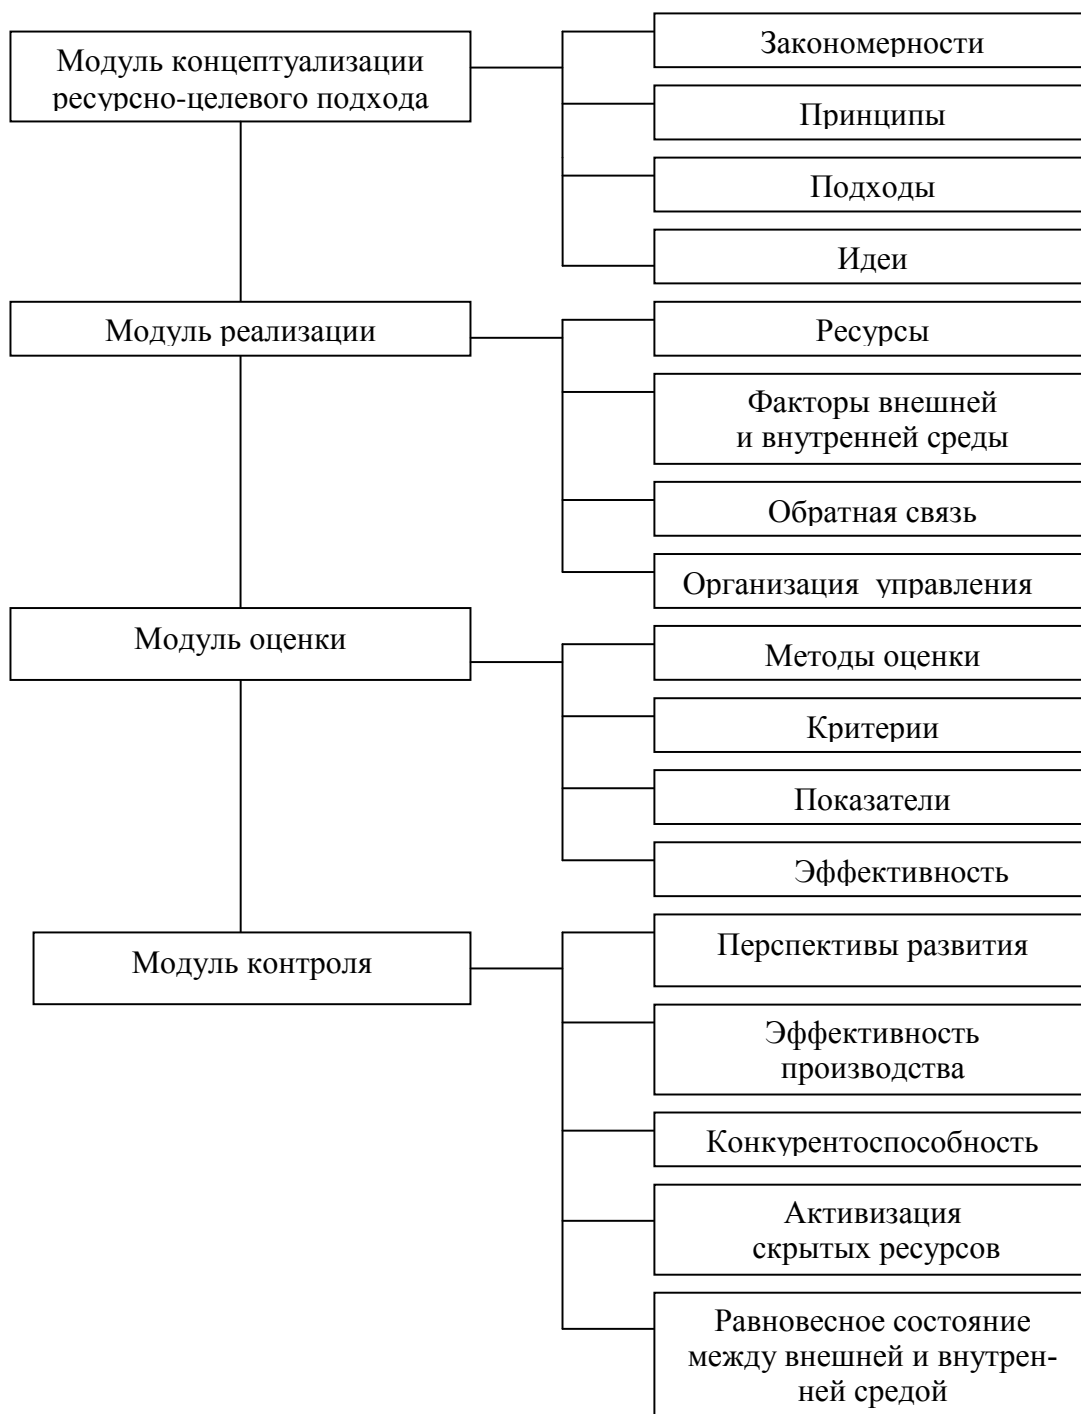 Модуль концептуализации
ресурсно-целевого подхода
Закономерности
Принципы
Подходы
Идеи
Модуль реализации
Ресурсы
Факторы внешней
и внутренней среды
Обратная связь
Организация управления
Модуль оценки
Методы оценки
Критерии
Показатели
Эффективность
Модуль контроля
Перспективы развития
Эффективность
производства
Конкурентоспособность
Активизация
скрытых ресурсов
Равновесное состояние
между внешней и внутрен-
ней средой